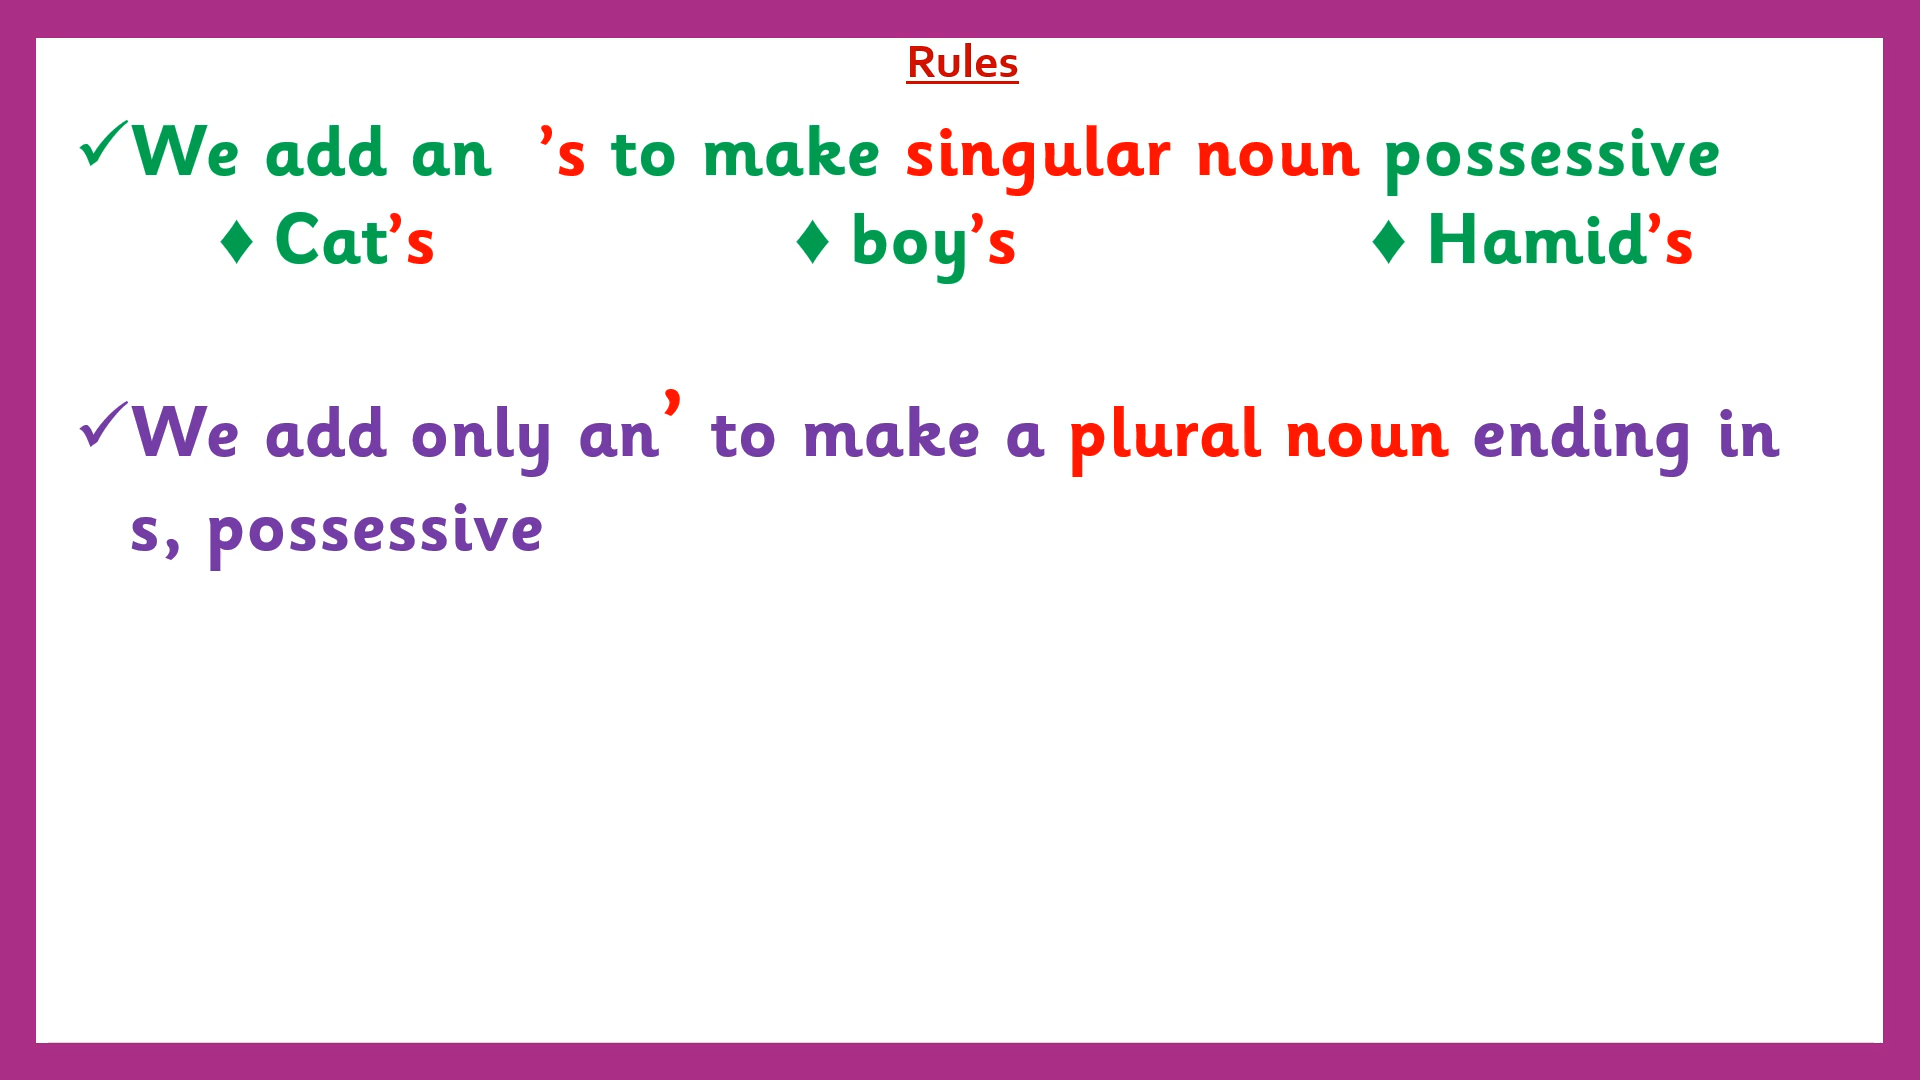 Rules
✓We add an ’s to make singular noun possessive
♦ Cat’s ♦ boy’s ♦ Hamid’s
✓We add only an’ to make a plural noun ending in
s, possessive